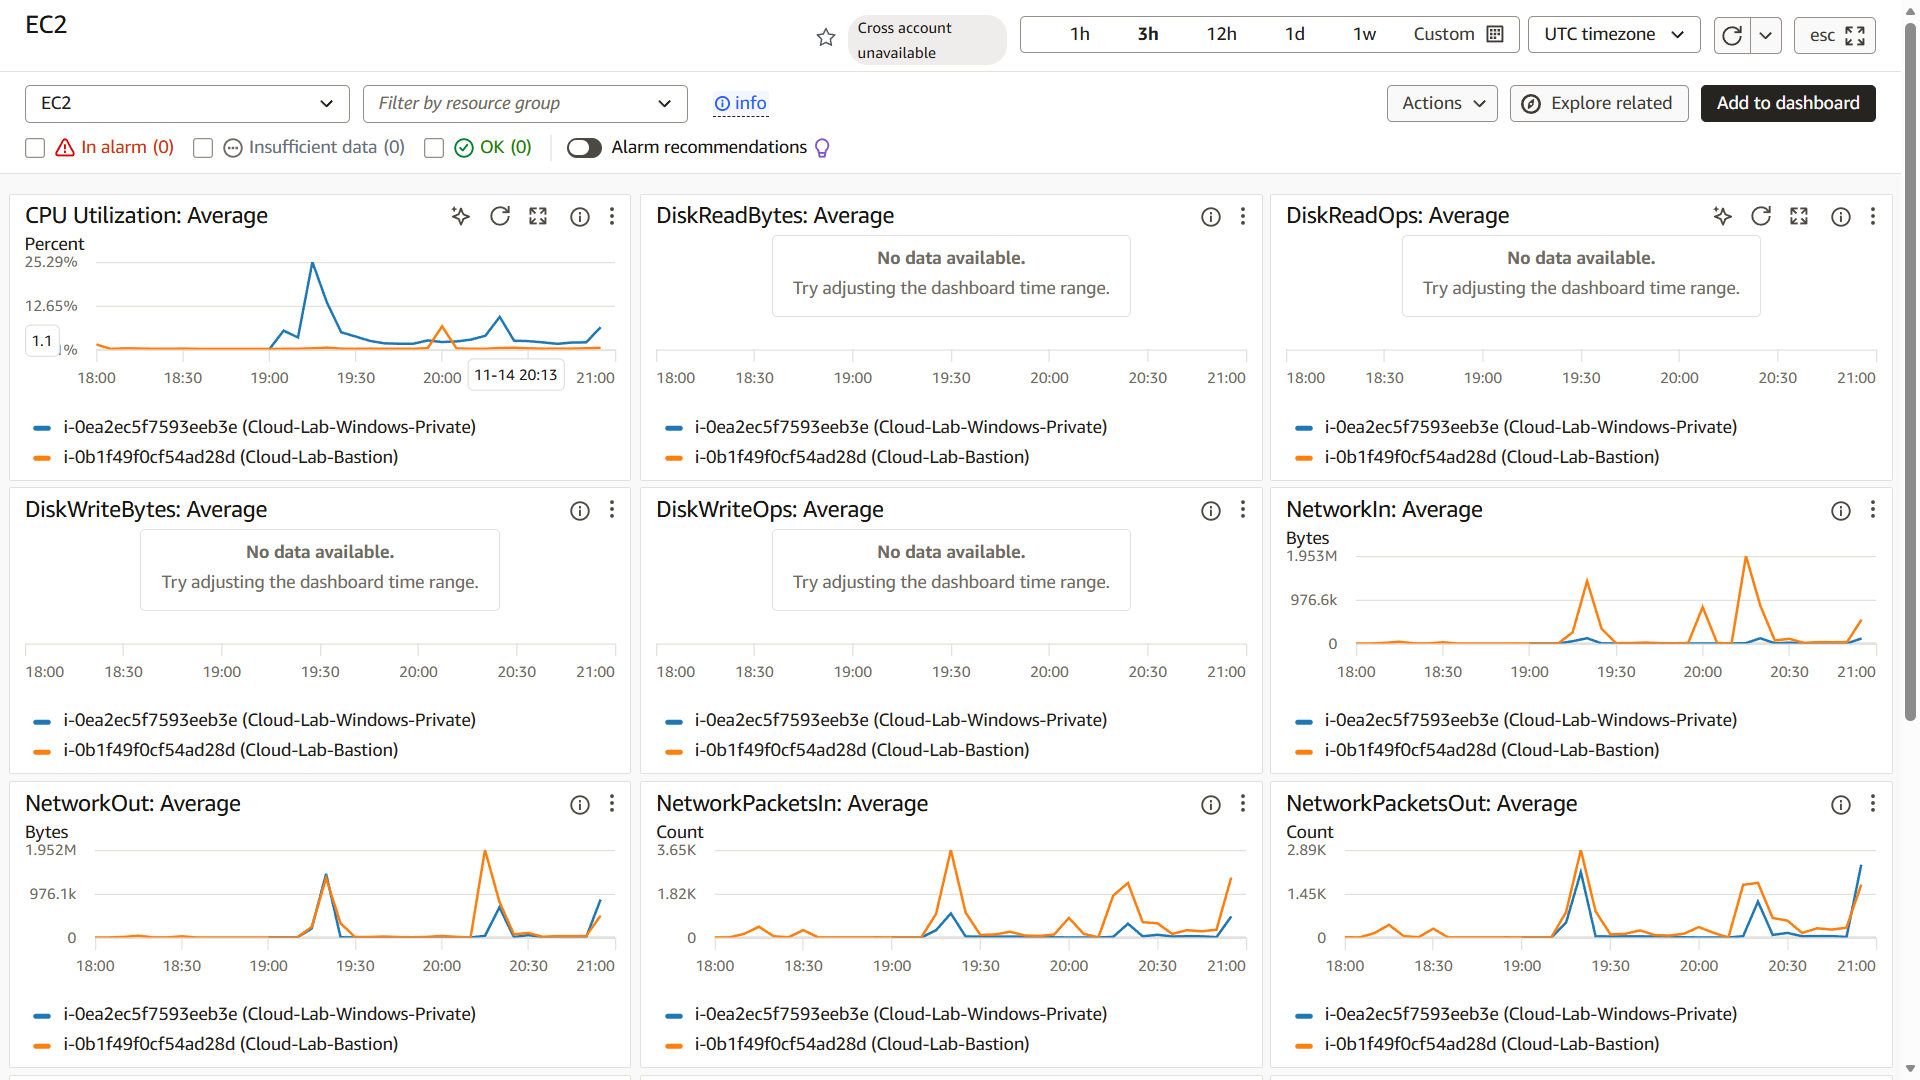 EC2
Cross account
unavailable
1h
3h
12h
1d
1w
Custom
UTC timezone
esc
EC2
Filter by resource group
info
Actions
Explore related
Add to dashboard
In alarm (0)
Insufficient data (0)
OK (0)
Alarm recommendations
CPU Utilization: Average
Percent
25.29%
12.65%
1.1
18:00
18:30
19:00
19:30
20:00
11-14 20:13
21:00
i-0ea2ec5f7593eeb3e (Cloud-Lab-Windows-Private)
i-0b1f49f0cf54ad28d (Cloud-Lab-Bastion)
DiskReadBytes: Average
No data available.
Try adjusting the dashboard time range.
18:00
18:30
19:00
19:30
20:00
20:30
21:00
i-0ea2ec5f7593eeb3e (Cloud-Lab-Windows-Private)
i-0b1f49f0cf54ad28d (Cloud-Lab-Bastion)
DiskReadOps: Average
No data available.
Try adjusting the dashboard time range.
18:00
18:30
19:00
19:30
20:00
20:30
21:00
i-0ea2ec5f7593eeb3e (Cloud-Lab-Windows-Private)
i-0b1f49f0cf54ad28d (Cloud-Lab-Bastion)
DiskWriteBytes: Average
No data available.
Try adjusting the dashboard time range.
18:00
18:30
19:00
19:30
20:00
20:30
21:00
i-0ea2ec5f7593eeb3e (Cloud-Lab-Windows-Private)
i-0b1f49f0cf54ad28d (Cloud-Lab-Bastion)
DiskWriteOps: Average
No data available.
Try adjusting the dashboard time range.
18:00
18:30
19:00
19:30
20:00
20:30
21:00
i-0ea2ec5f7593eeb3e (Cloud-Lab-Windows-Private)
i-0b1f49f0cf54ad28d (Cloud-Lab-Bastion)
NetworkIn: Average
Bytes
1.953M
976.6k
0
18:00
18:30
19:00
19:30
20:00
20:30
21:00
i-0ea2ec5f7593eeb3e (Cloud-Lab-Windows-Private)
i-0b1f49f0cf54ad28d (Cloud-Lab-Bastion)
NetworkOut: Average
Bytes
1.952M
976.1k
0
18:00
18:30
19:00
19:30
20:00
20:30
21:00
i-0ea2ec5f7593eeb3e (Cloud-Lab-Windows-Private)
i-0b1f49f0cf54ad28d (Cloud-Lab-Bastion)
NetworkPacketsIn: Average
Count
3.65K
1.82K
0
18:00
18:30
19:00
19:30
20:00
20:30
21:00
i-0ea2ec5f7593eeb3e (Cloud-Lab-Windows-Private)
i-0b1f49f0cf54ad28d (Cloud-Lab-Bastion)
NetworkPacketsOut: Average
Count
2.89K
1.45K
0
18:00
18:30
19:00
19:30
20:00
20:30
21:00
i-0ea2ec5f7593eeb3e (Cloud-Lab-Windows-Private)
i-0b1f49f0cf54ad28d (Cloud-Lab-Bastion)